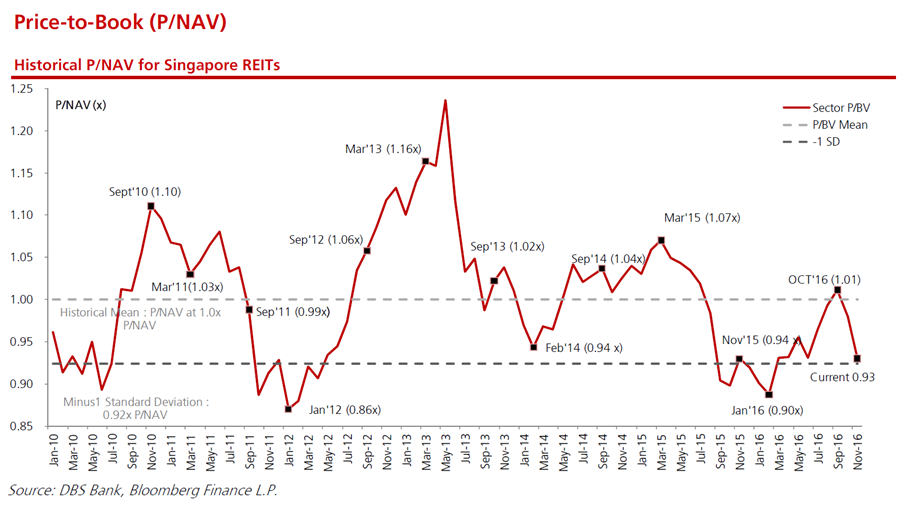 Price-to-Book (P/NAV)
Historical P/NAV for Singapore REITs
1.25
1.20
1.15
1.10
1.05
1.00
0.95
0.90
0.85
P/NAV (x)
Sector P/BV
P/BV Mean
-1 SD
Sept'10 (1.10)
Mar'11(1.03x)
Sep'11 (0.99x)
Jan'12 (0.86x)
Sep'12 (1.06x)
Mar'13 (1.16x)
Sep'13 (1.02x)
Feb'14 (0.94 x)
Sep'14 (1.04x)
Mar'15 (1.07x)
Nov'15 (0.94 x)
Jan'16 (0.90x)
OCT'16 (1.01)
Current 0.93
Historical Mean : P/NAV at 1.0x
P/NAV
Minus1 Standard Deviation :
0.92x P/NAV
Jan-10
Mar-10
May-10
Jul-10
Sep-10
Nov-10
Jan-11
Mar-11
May-11
Jul-11
Sep-11
Nov-11
Jan-12
Mar-12
May-12
Jul-12
Sep-12
Nov-12
Jan-13
Mar-13
May-13
Jul-13
Sep-13
Nov-13
Jan-14
Mar-14
May-14
Jul-14
Sep-14
Nov-14
Jan-15
Mar-15
May-15
Jul-15
Sep-15
Nov-15
Jan-16
Mar-16
May-16
Jul-16
Sep-16
Nov-16
Source: DBS Bank, Bloomberg Finance L.P.